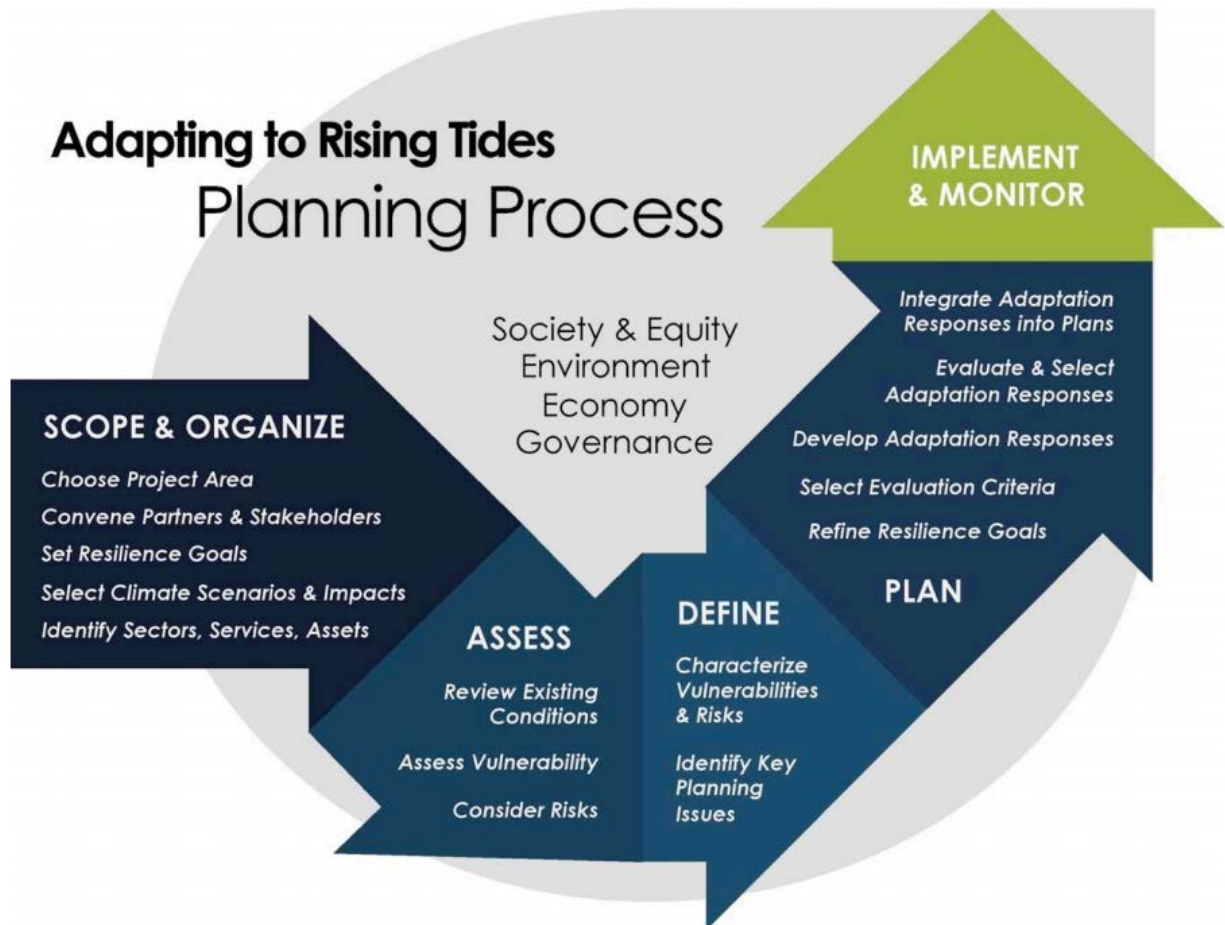 Adapting to Rising Tides
Planning Process
Society & Equity
Environment
Economy
Governance
SCOPE & ORGANIZE
Choose Project Area
Convene Partners & Stakeholders
Set Resilience Goals
Select Climate Scenarios & Impacts
Identify Sectors, Services, Assets
ASSESS
Review Existing
Conditions
Assess Vulnerability
Consider Risks
DEFINE
Characterize
Vulnerabilities
& Risks
Identify Key
Planning
Issues
IMPLEMENT
& MONITOR
Integrate Adaptation
Responses into Plans
Evaluate & Select
Adaptation Responses
Develop Adaptation Responses
Select Evaluation Criteria
Refine Resilience Goals
PLAN